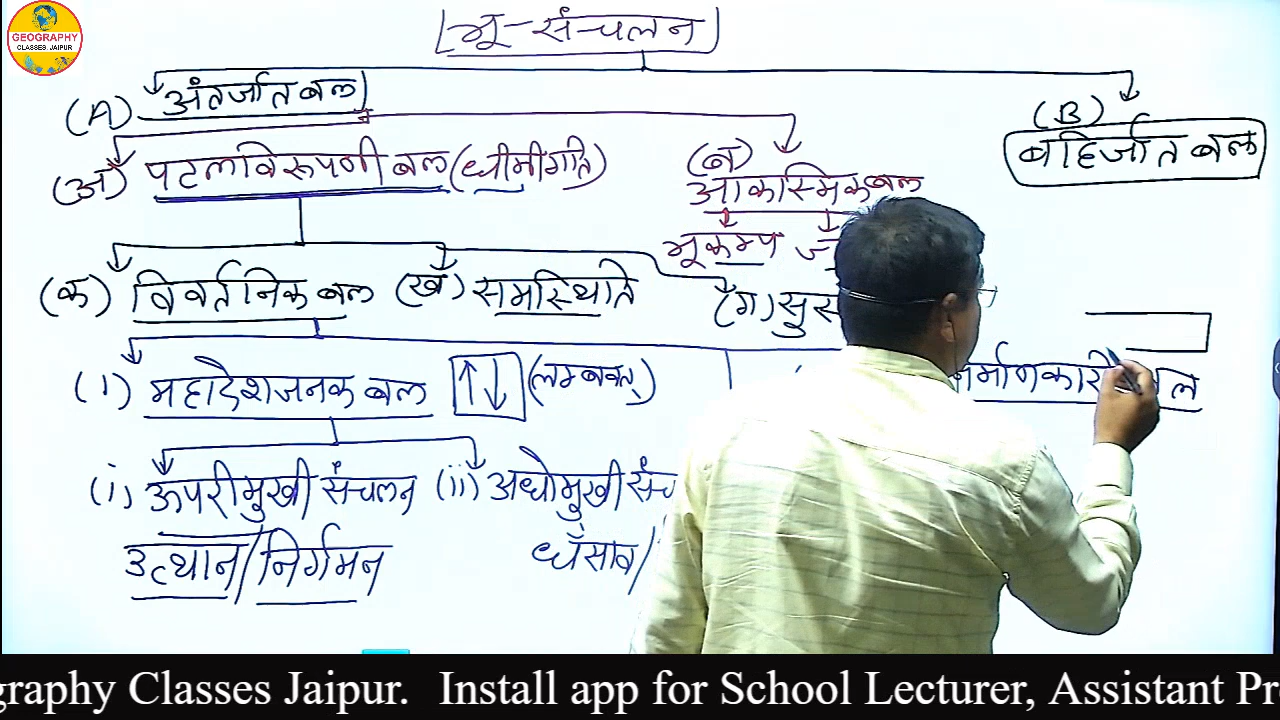 GEOGRAPHY
CLASSES JAIPUR
भू-संचलन
(A) अंतर्जात बल
(B)
बहिर्जात बल
(अ) पटलविरूपणी बल (धीमीगति)
(ब)
आकस्मिक बल
भूकम्प
(क) विवर्तनिक बल (ख) समस्थिति
(ग)
(1) महादेशजनक बल ↑↓ (लम्बवत्)
र्माणकारी बल
(i) ऊपरीमुखी संचलन (ii) अधोमुखी संच
उत्थान/निर्गमन धँसाव/
graphy Classes Jaipur. Install app for School Lecturer, Assistant Pr